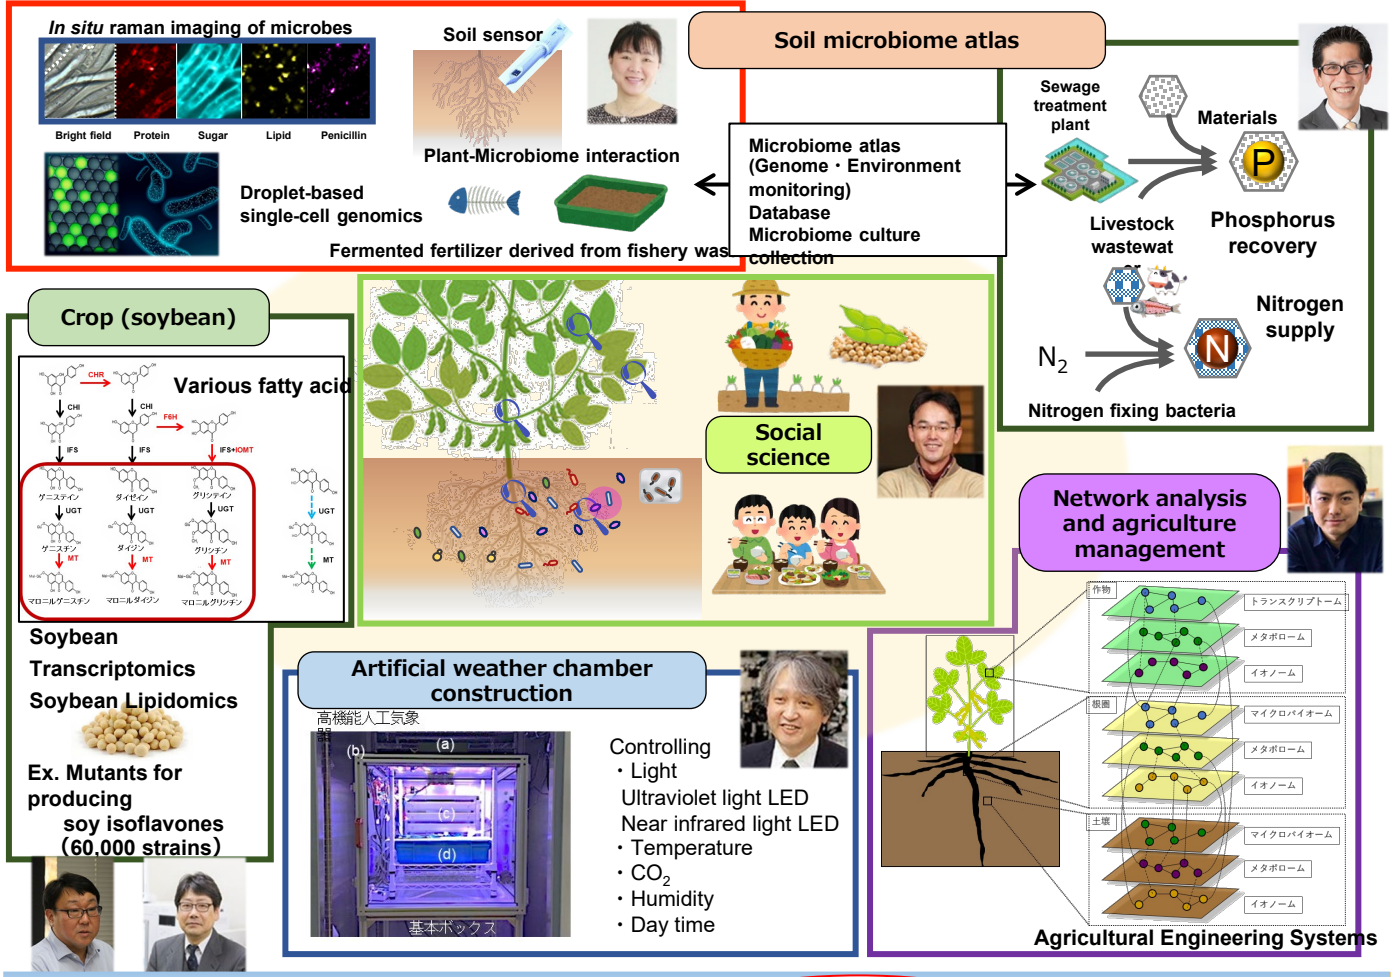 In situ raman imaging of microbes
Bright field
Protein
Sugar
Lipid
Penicillin
Soil sensor
Plant-Microbiome interaction
Droplet-based
single-cell genomics
Fermented fertilizer derived from fishery was
Soil microbiome atlas
Microbiome atlas
(Genome・Environment
monitoring)
Database
Microbiome culture
collection
Sewage
treatment
plant
Materials
P
Livestock
wastewat
er
Phosphorus
recovery
Nitrogen
supply
N2
N
Nitrogen fixing bacteria
Crop (soybean)
Various fatty acid
CHR
CHI
CHI
F6H
IFS
IFS
IFS+IOMT
ゲニステイン
ダイゼイン
グリシテイン
UGT
UGT
UGT
UGT
ゲニスチン
ダイジン
グリシチン
MT
MT
MT
MT
マロニルゲニスチン
マロニルダイジン
マロニルグリシチン
Soybean
Transcriptomics
Soybean Lipidomics
Ex. Mutants for
producing
soy isoflavones
(60,000 strains)
Social
science
Artificial weather chamber
construction
高機能人工気象
器
(a)
(b)
(c)
(d)
基本ボックス
Controlling
・Light
Ultraviolet light LED
Near infrared light LED
・Temperature
・CO2
・Humidity
・Day time
Network analysis
and agriculture
management
作物
トランスクリプトーム
メタボローム
イオノーム
根圏
マイクロバイオーム
メタボローム
イオノーム
土壌
マイクロバイオーム
メタボローム
イオノーム
Agricultural Engineering Systems